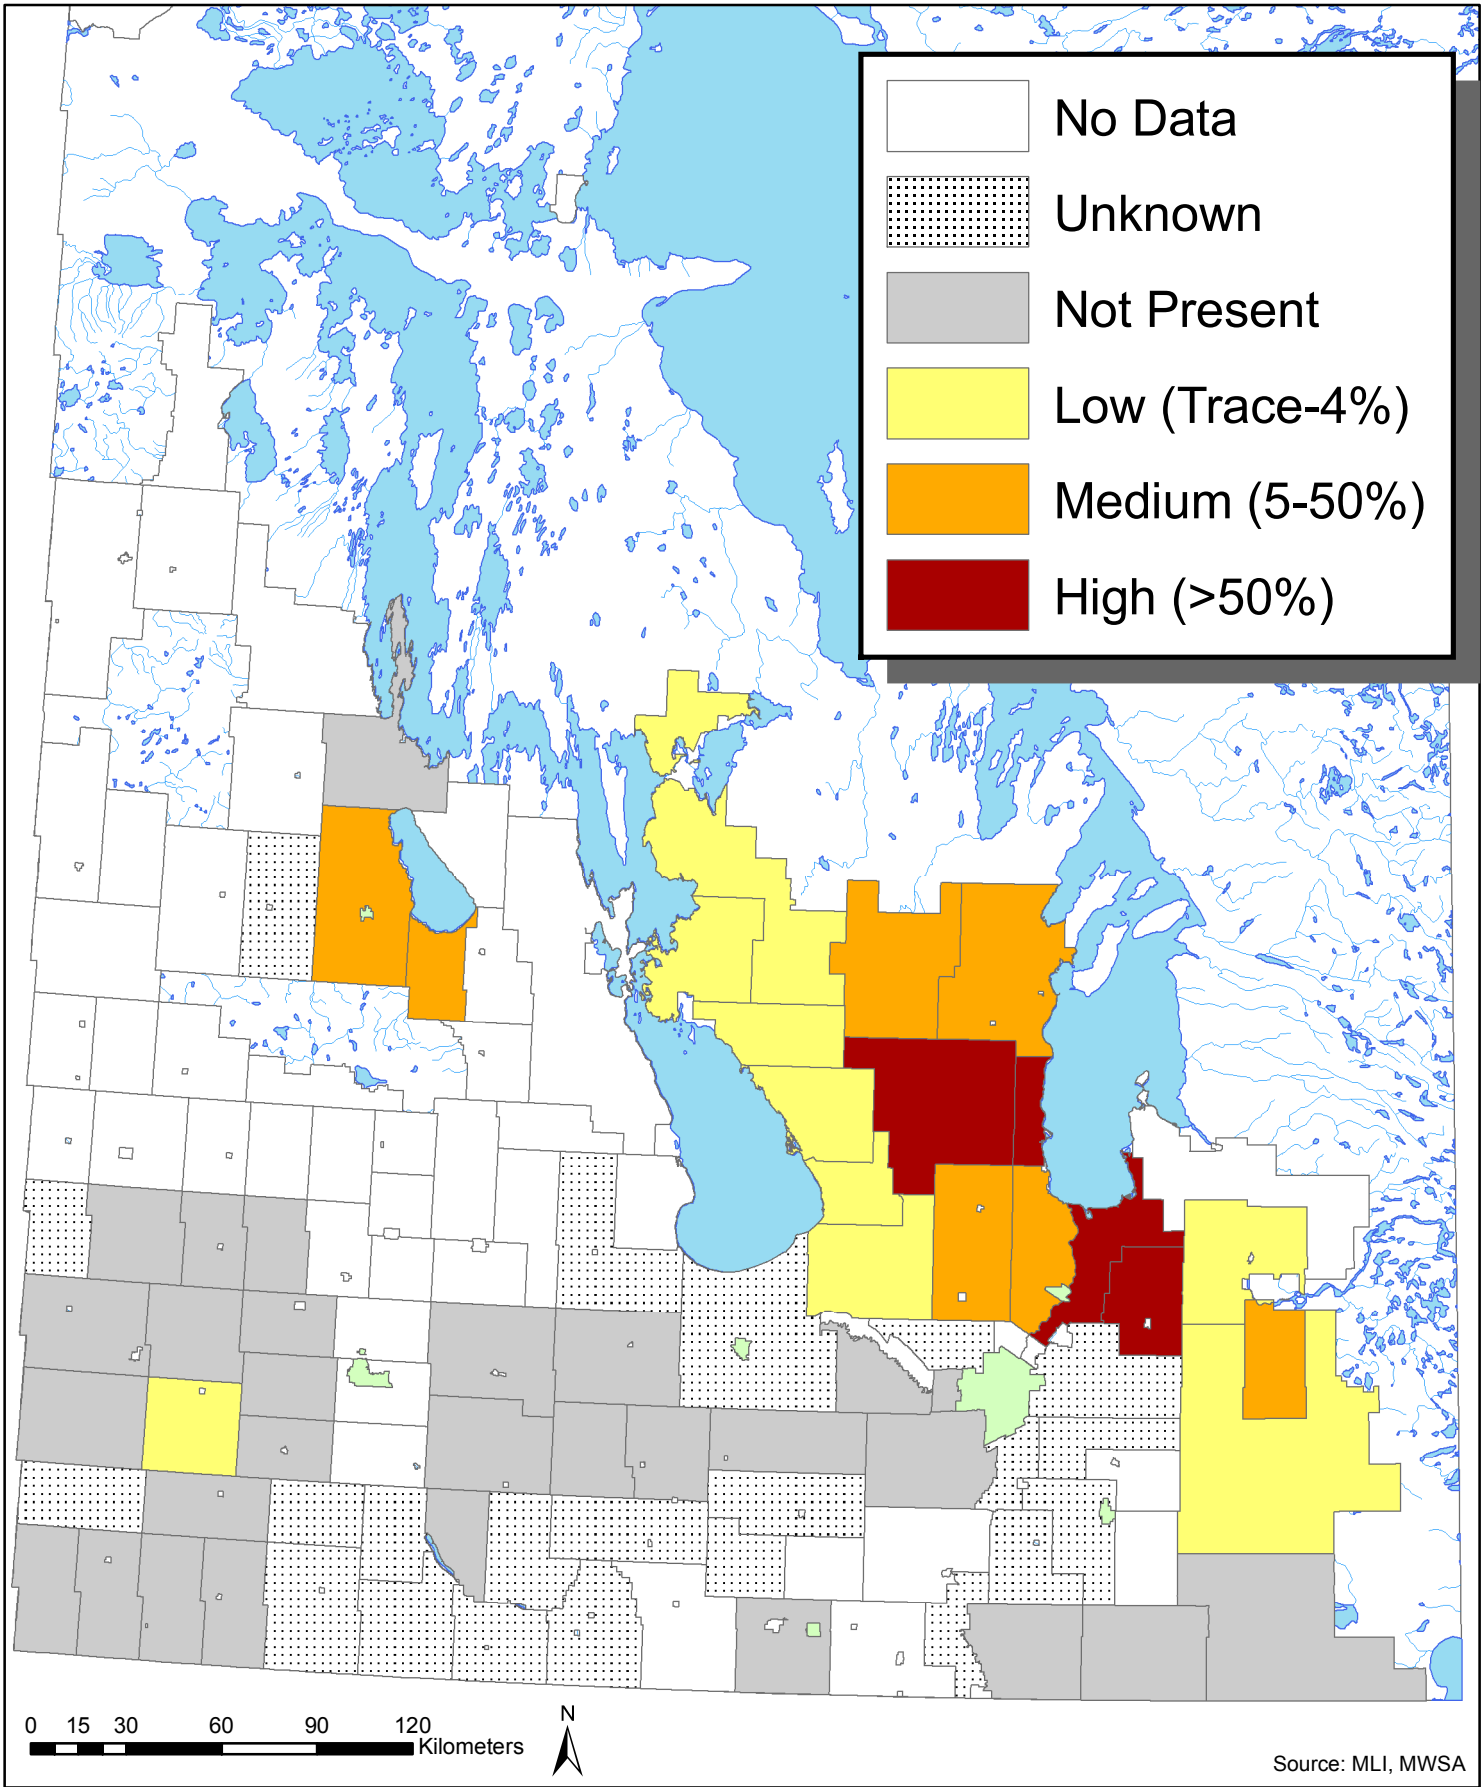 No Data
Unknown
Not Present
Low (Trace-4%)
Medium (5-50%)
High (>50%)
N
0 15 30 60 90 120
Kilometers
Source: MLI, MWSA